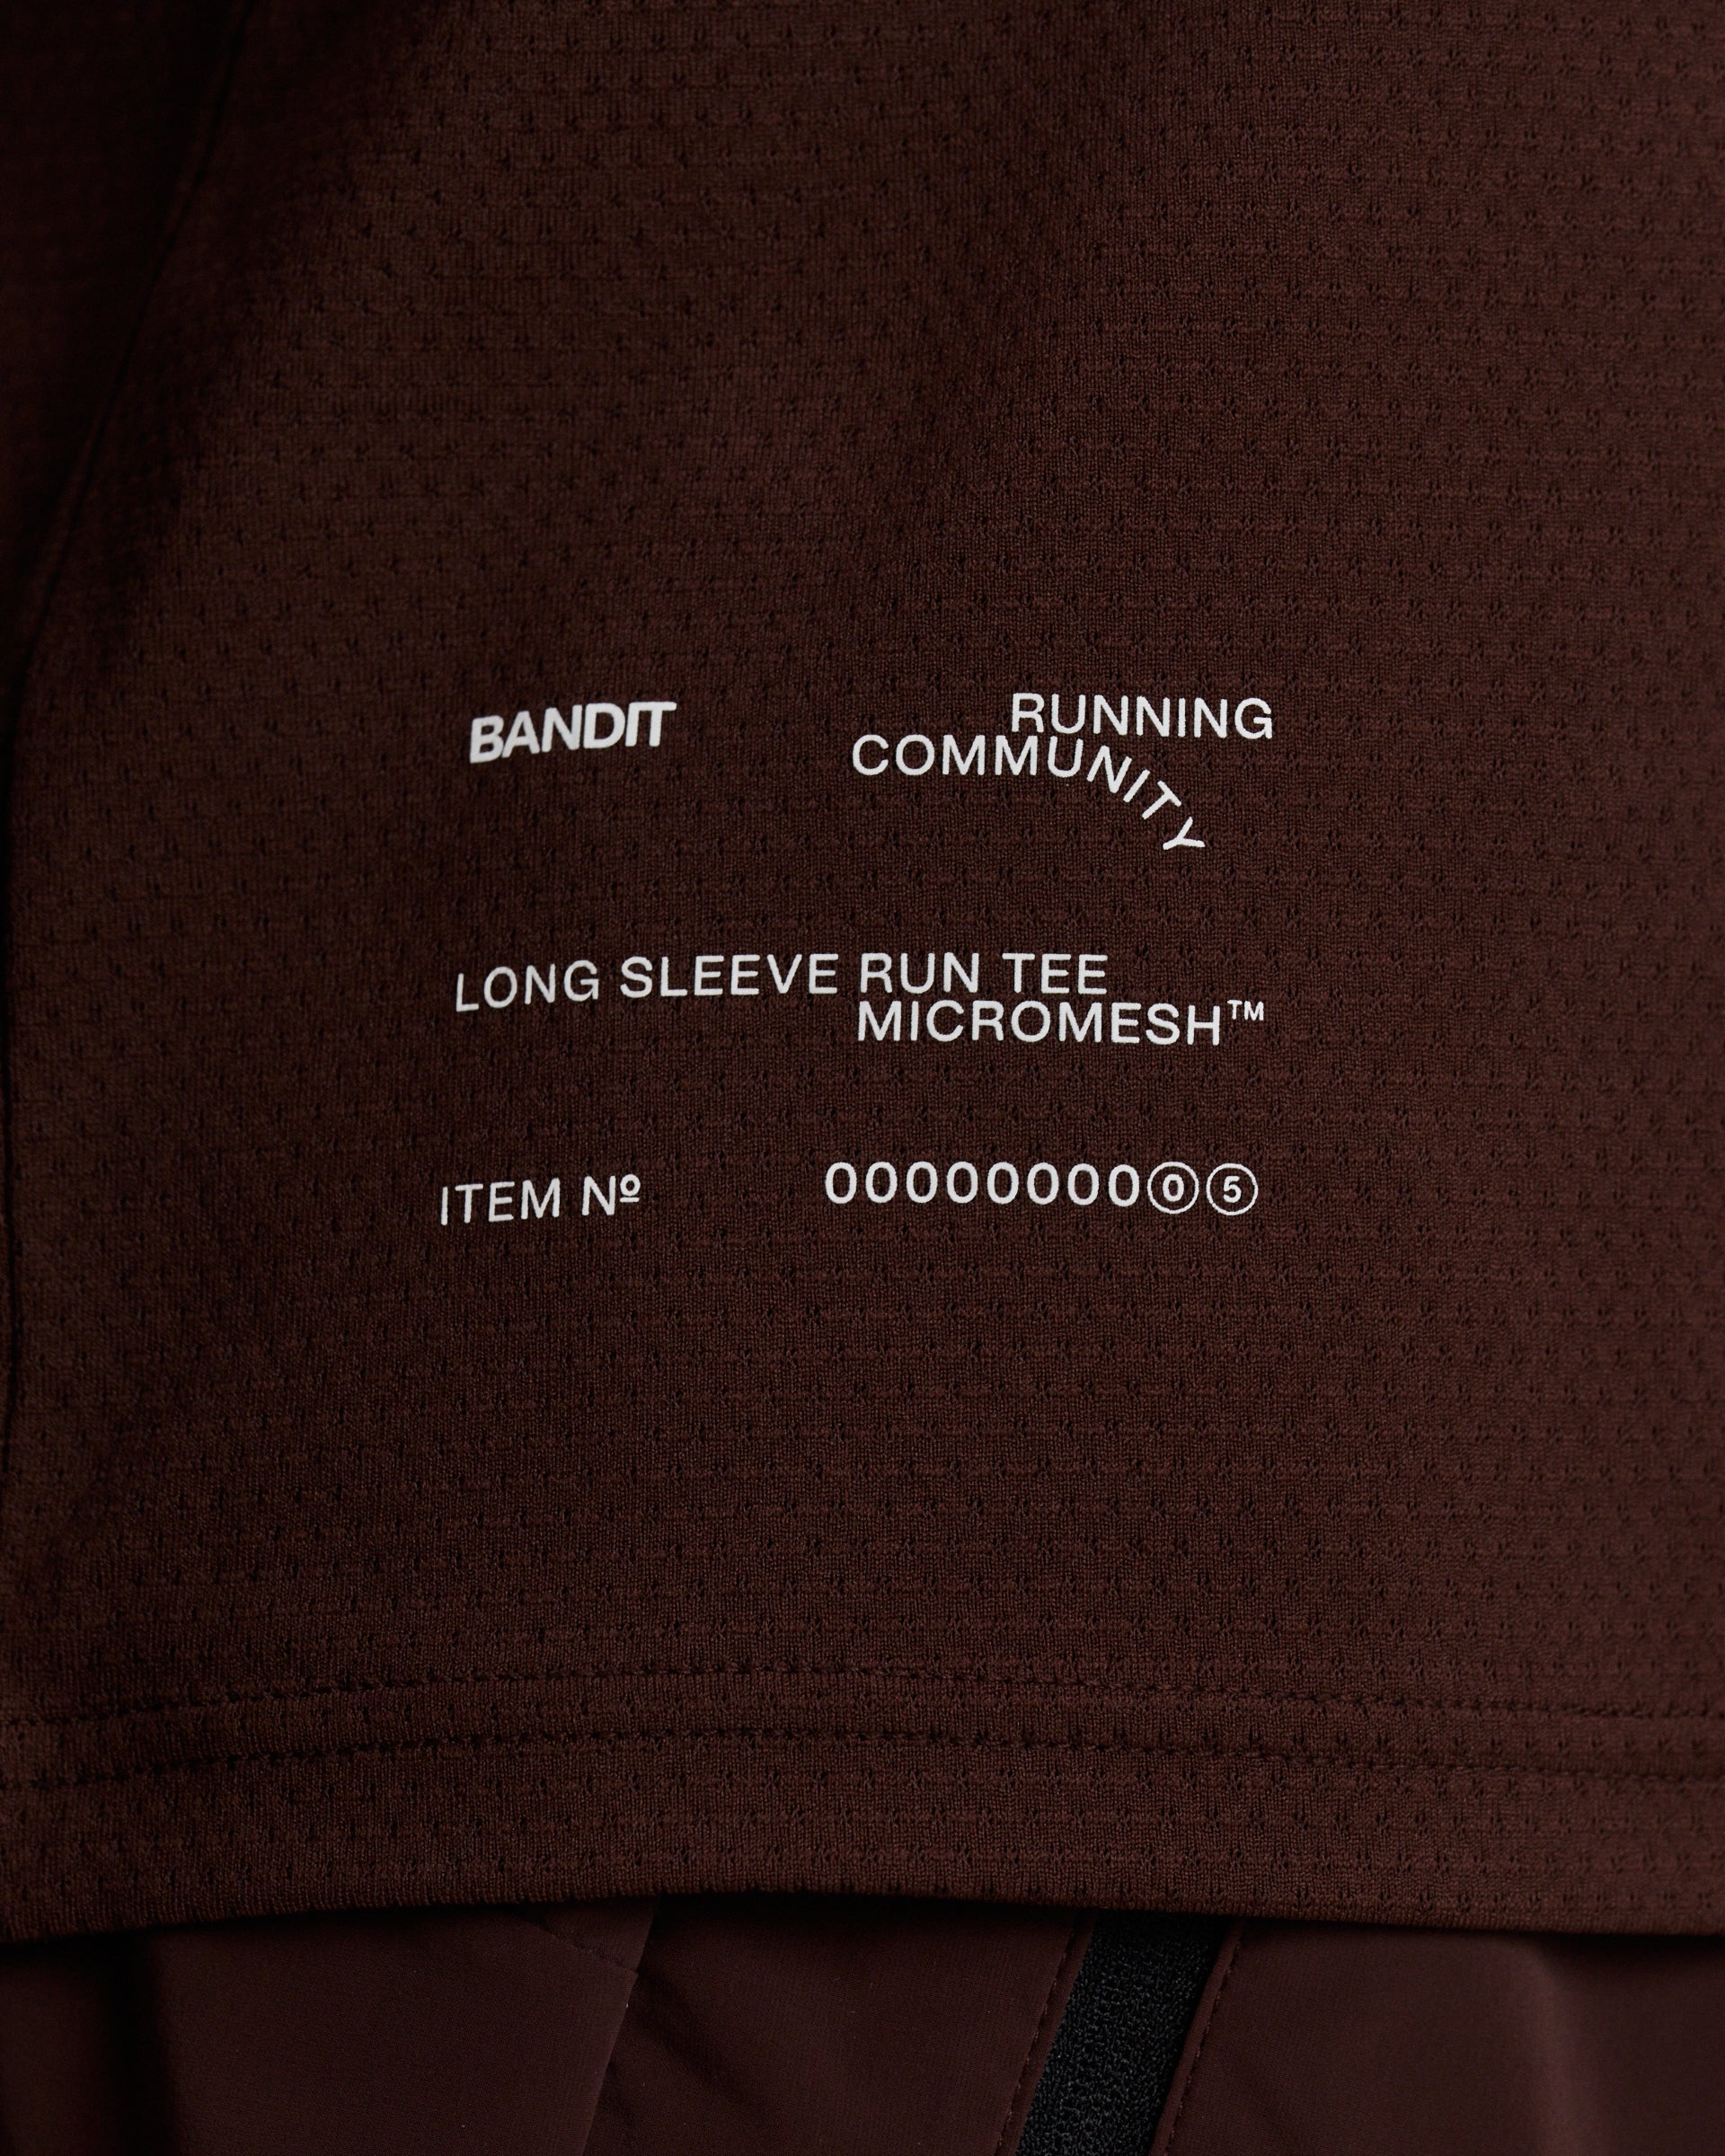 BANDIT
RUNNING
COMMUNITY
LONG SLEEVE RUN TEE
MICROMESH™
ITEM Nº
00000000⓪⑤